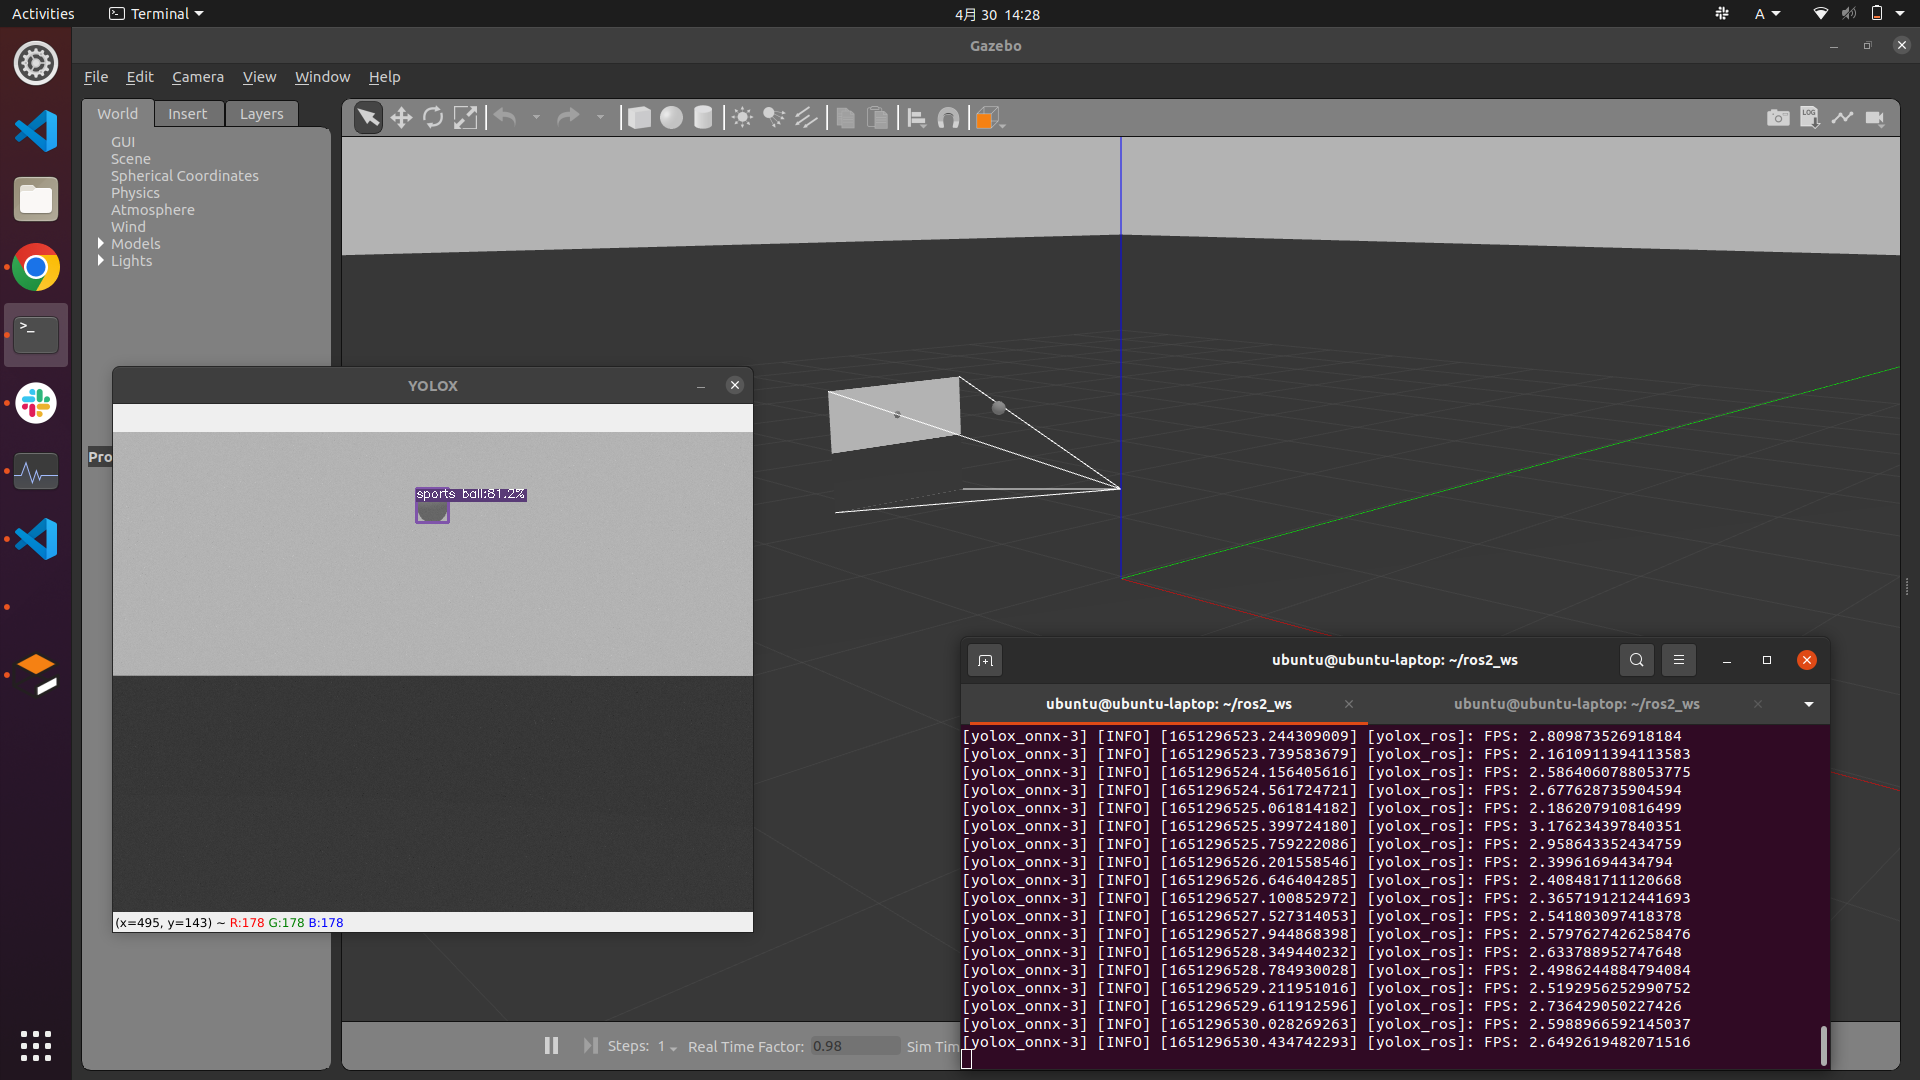 Activities
Terminal
4月 30 14:28
A
Gazebo
File Edit Camera View Window Help
World Insert Layers
LOG
GUI
Scene
Spherical Coordinates
Physics
Atmosphere
Wind
Models
Lights
Pro
YOLOX
sports ball:81.2%
(x=495, y=143) ~ R:178 G:178 B:178
Steps: 1 Real Time Factor: 0.98 Sim Tim
ubuntu@ubuntu-laptop: ~/ros2_ws
ubuntu@ubuntu-laptop: ~/ros2_ws ubuntu@ubuntu-laptop: ~/ros2_ws
[yolox_onnx-3] [INFO] [1651296523.244309009] [yolox_ros]: FPS: 2.809873526918184
[yolox_onnx-3] [INFO] [1651296523.739583679] [yolox_ros]: FPS: 2.1610911394113583
[yolox_onnx-3] [INFO] [1651296524.156405616] [yolox_ros]: FPS: 2.5864060788053775
[yolox_onnx-3] [INFO] [1651296524.561724721] [yolox_ros]: FPS: 2.677628735904594
[yolox_onnx-3] [INFO] [1651296525.061814182] [yolox_ros]: FPS: 2.186207910816499
[yolox_onnx-3] [INFO] [1651296525.399724180] [yolox_ros]: FPS: 3.176234397840351
[yolox_onnx-3] [INFO] [1651296525.759222086] [yolox_ros]: FPS: 2.958643352434759
[yolox_onnx-3] [INFO] [1651296526.201558546] [yolox_ros]: FPS: 2.39961694434794
[yolox_onnx-3] [INFO] [1651296526.646404285] [yolox_ros]: FPS: 2.408481711120668
[yolox_onnx-3] [INFO] [1651296527.100852972] [yolox_ros]: FPS: 2.3657191212441693
[yolox_onnx-3] [INFO] [1651296527.527314053] [yolox_ros]: FPS: 2.541803097418378
[yolox_onnx-3] [INFO] [1651296527.944868398] [yolox_ros]: FPS: 2.5797627426258476
[yolox_onnx-3] [INFO] [1651296528.349440232] [yolox_ros]: FPS: 2.633788952747648
[yolox_onnx-3] [INFO] [1651296528.784930028] [yolox_ros]: FPS: 2.4986244884794084
[yolox_onnx-3] [INFO] [1651296529.211951016] [yolox_ros]: FPS: 2.5192956252990752
[yolox_onnx-3] [INFO] [1651296529.611912596] [yolox_ros]: FPS: 2.736429050227426
[yolox_onnx-3] [INFO] [1651296530.028269263] [yolox_ros]: FPS: 2.5988966592145037
[yolox_onnx-3] [INFO] [1651296530.434742293] [yolox_ros]: FPS: 2.6492619482071516